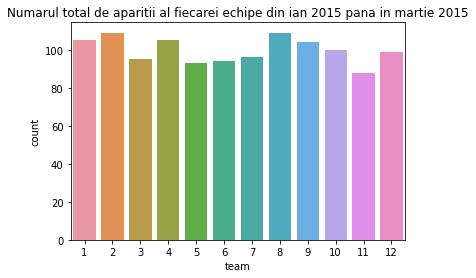 Numarul total de aparitii al fiecarei echipe din ian 2015 pana in martie 2015
100
80
60
40
20
0
count
1 2 3 4 5 6 7 8 9 10 11 12
team